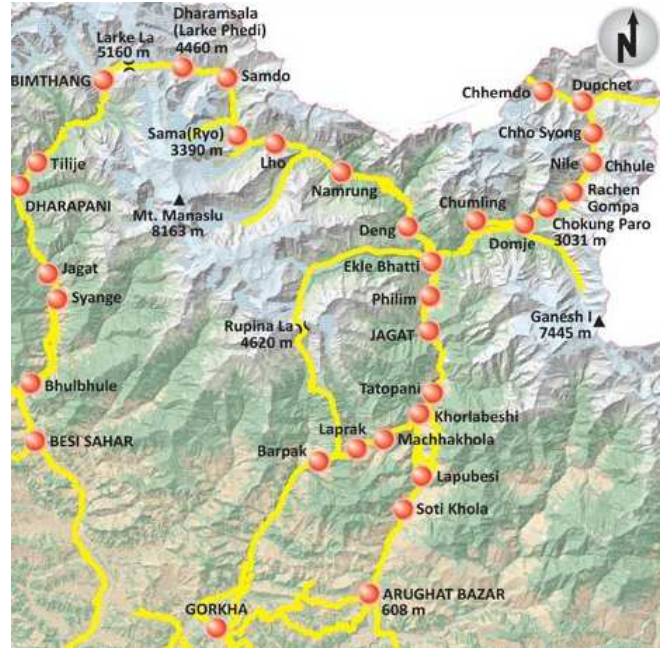 Dharamsala
(Larke Phedi)
4460 m
Larke La
5160 m
N
BIMTHANG
Samdo
Chhemdo
Dupchet
Sama(Ryo)
3390 m
Chho Syong
Lho
Tilije
Nile
Chhule
Namrung
DHARAPANI
Mt. Manaslu
8163 m
Rachen
Gompa
Chumling
Chokung Paro
3031 m
Deng
Domje
Ekle Bhatti
Jagat
Syange
Philim
Ganesh I
7445 m
Rupina La
4620 m
JAGAT
Bhulbhule
Tatopani
Khorlabeshi
BESI SAHAR
Laprak
Machhakhola
Barpak
Lapubesi
Soti Khola
ARUGHAT BAZAR
608 m
GORKHA